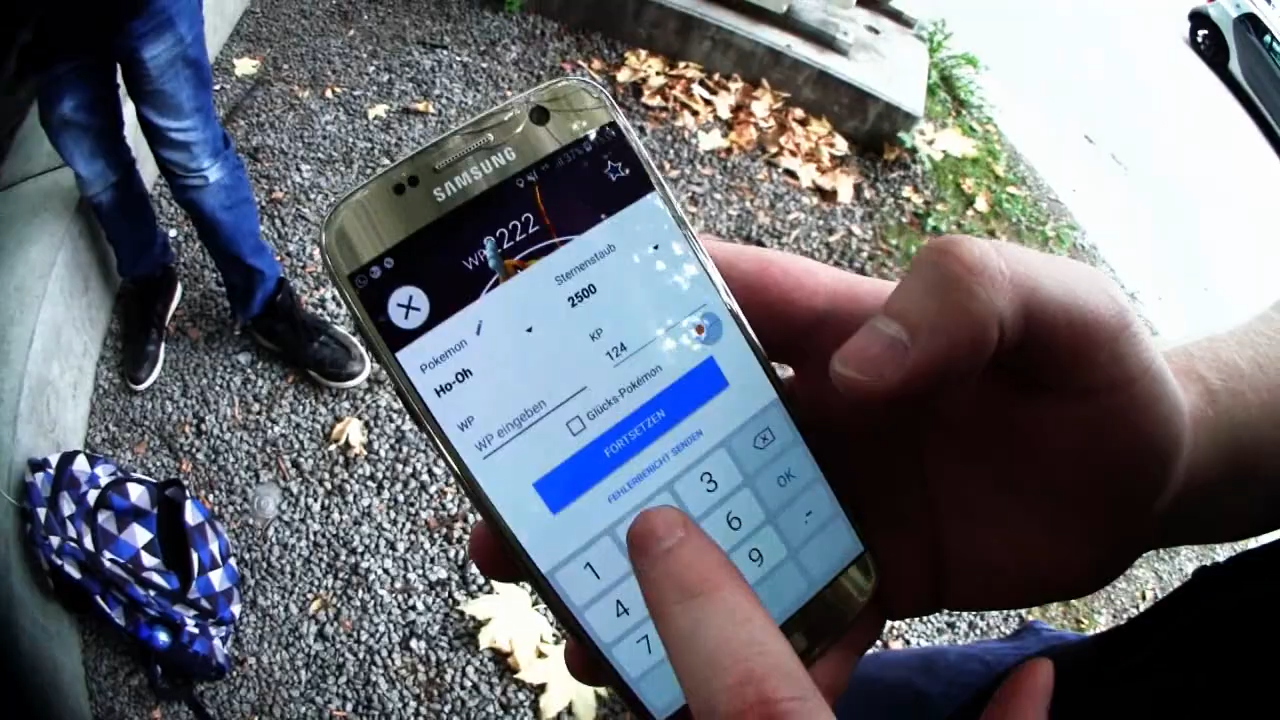 SAMSUNG
37%
WP 2222
Sternenstaub
2500
Pokemon
Ho-Oh
KP
124
WP
WP eingeben
Glücks-Pokémon
FORTSETZEN
FEHLERBERICHT SENDEN
1 3
4 6 OK
7 9 .-